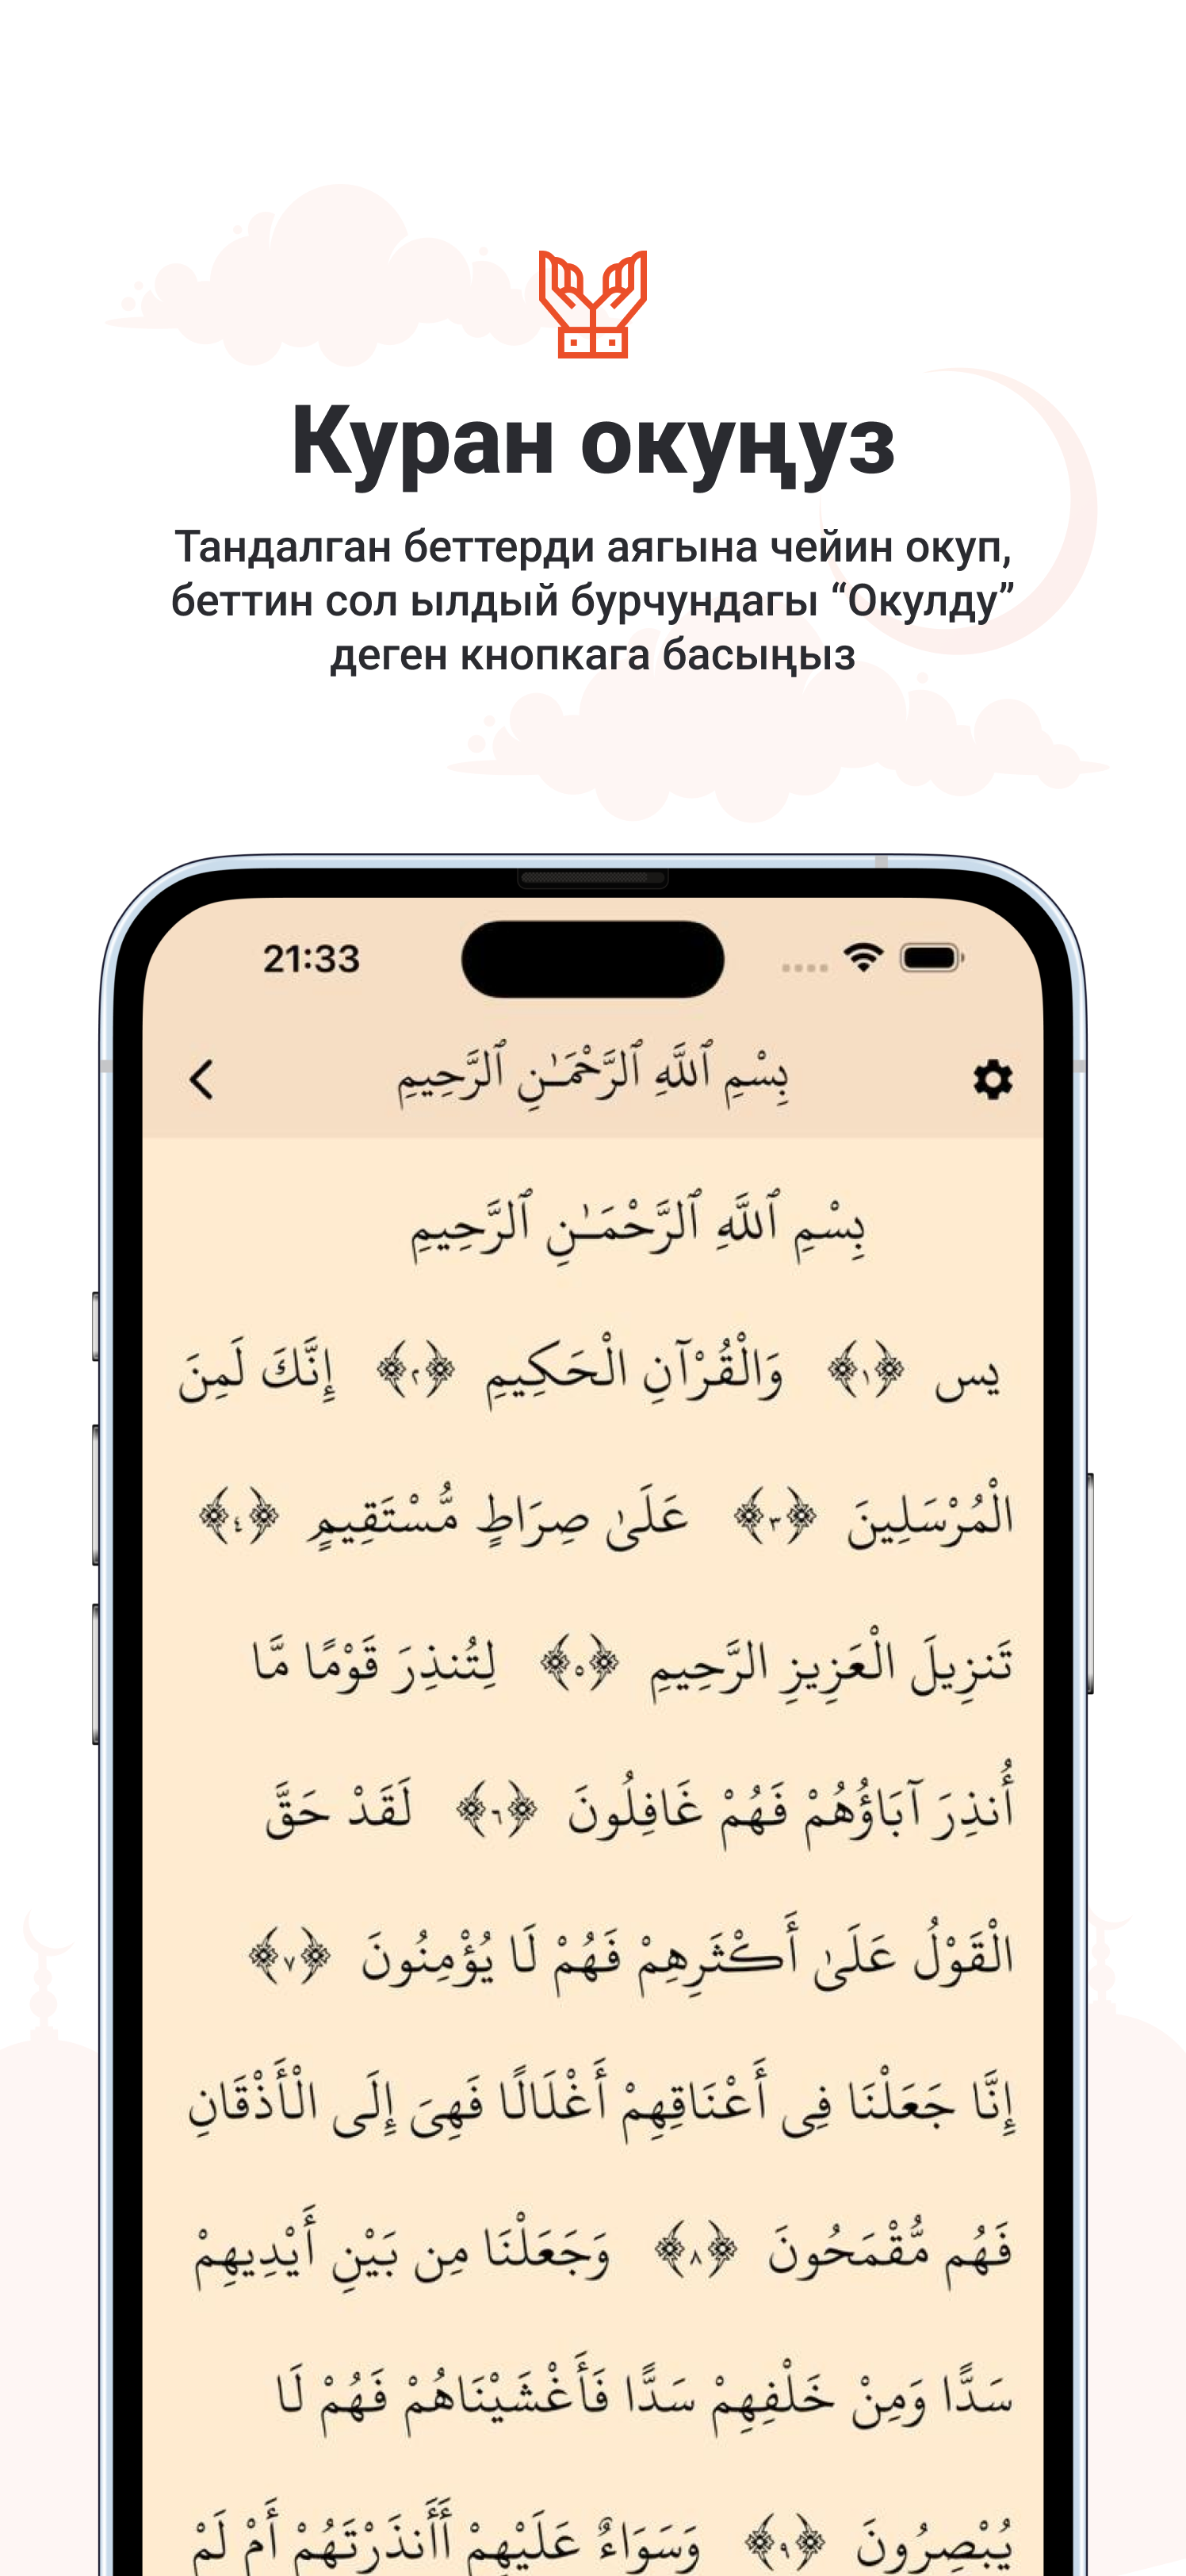 Куран окуңуз
Тандалган беттерди аягына чейин окуп,
беттин сол ылдый бурчундагы “Окулду”
деген кнопкага басыңыз
21:33
بِسْمِ ٱللَّهِ ٱلرَّحْمَـٰنِ ٱلرَّحِيمِ
بِسْمِ ٱللَّهِ ٱلرَّحْمَـٰنِ ٱلرَّحِيمِ
يس ﴿١﴾ وَالْقُرْآنِ الْحَكِيمِ ﴿٢﴾ إِنَّكَ لَمِنَ
الْمُرْسَلِينَ ﴿٣﴾ عَلَىٰ صِرَاطٍ مُّسْتَقِيمٍ ﴿٤﴾
تَنزِيلَ الْعَزِيزِ الرَّحِيمِ ﴿٥﴾ لِتُنذِرَ قَوْمًا مَّا
أُنذِرَ آبَاؤُهُمْ فَهُمْ غَافِلُونَ ﴿٦﴾ لَقَدْ حَقَّ
الْقَوْلُ عَلَىٰ أَكْثَرِهِمْ فَهُمْ لَا يُؤْمِنُونَ ﴿٧﴾
إِنَّا جَعَلْنَا فِى أَعْنَاقِهِمْ أَغْلَالًا فَهِىَ إِلَى الْأَذْقَانِ
فَهُم مُّقْمَحُونَ ﴿٨﴾ وَجَعَلْنَا مِن بَيْنِ أَيْدِيهِمْ
سَدًّا وَمِنْ خَلْفِهِمْ سَدًّا فَأَغْشَيْنَاهُمْ فَهُمْ لَا
يُبْصِرُونَ ﴿٩﴾ وَسَوَاءٌ عَلَيْهِمْ أَأَنذَرْتَهُمْ أَمْ لَمْ